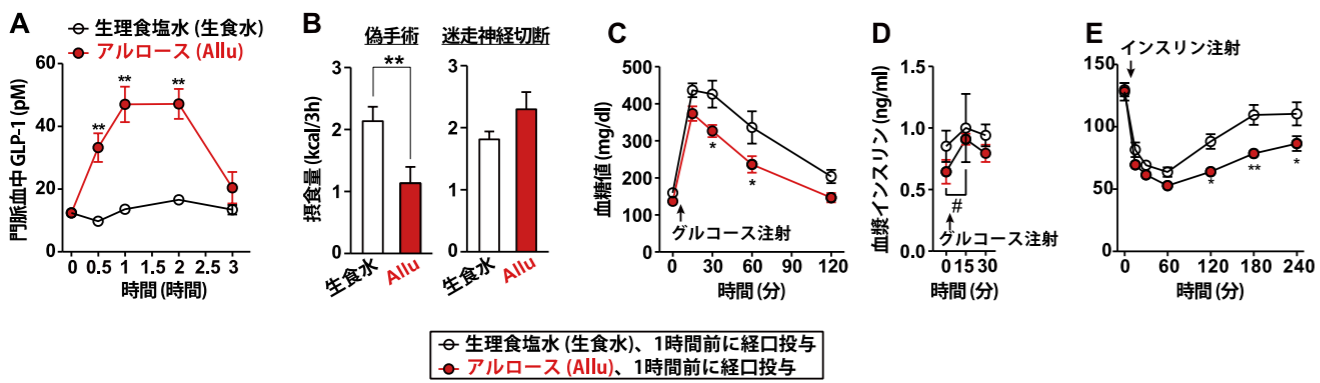 A
生理食塩水 (生食水)
アルロース (Allu)
門脈血中 GLP-1 (pM)
60
40
20
0
**
**
**
0 0.5 1 1.5 2 2.5 3
時間 (時間)
B
偽手術
迷走神経切断
摂食量 (kcal/3h)
3
2
1
0
**
生食水
Allu
3
2
1
0
生食水
Allu
C
血糖値 (mg/dl)
500
400
300
200
100
0
*
*
グルコース注射
0 30 60 90 120
時間 (分)
D
血漿インスリン (ng/ml)
1.5
1.0
0.5
0.0
#
グルコース注射
0 15 30
時間 (分)
E
インスリン注射
150
100
50
0
*
**
*
0 60 120 180 240
時間 (分)
生理食塩水 (生食水)、1時間前に経口投与
アルロース (Allu)、1時間前に経口投与